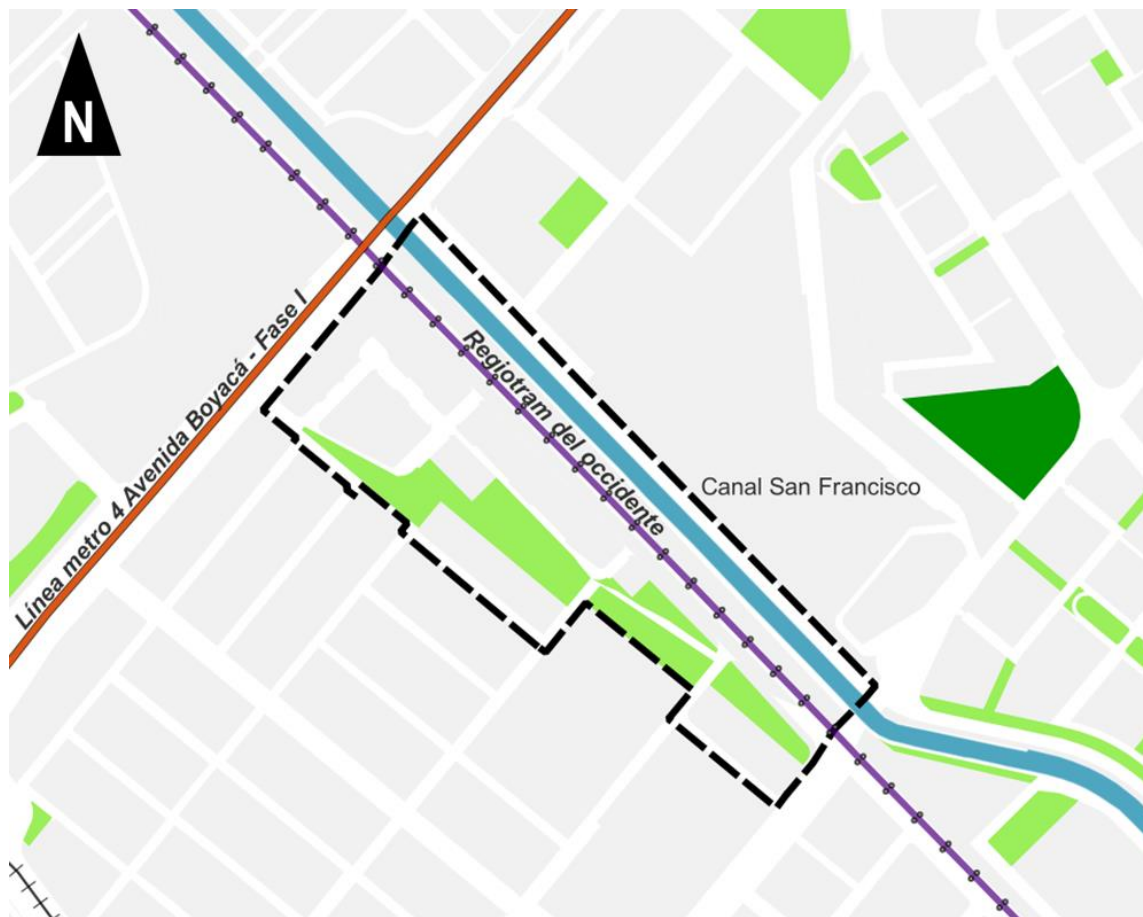 N
Línea metro 4 Avenida Boyacá - Fase I
Regiotram del occidente
Canal San Francisco